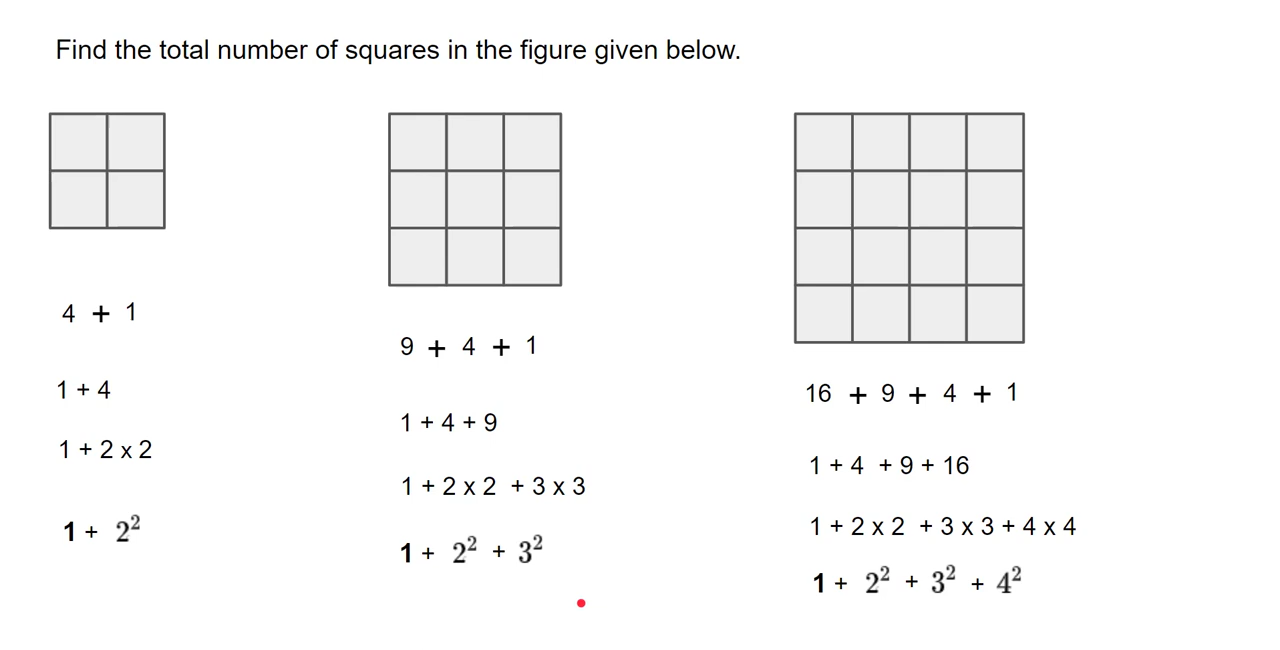 Find the total number of squares in the figure given below.
4 + 1
1 + 4
1 + 2 x 2
1 + 2²
9 + 4 + 1
1 + 4 + 9
1 + 2 x 2 + 3 x 3
1 + 2² + 3²
16 + 9 + 4 + 1
1 + 4 + 9 + 16
1 + 2 x 2 + 3 x 3 + 4 x 4
1 + 2² + 3² + 4²